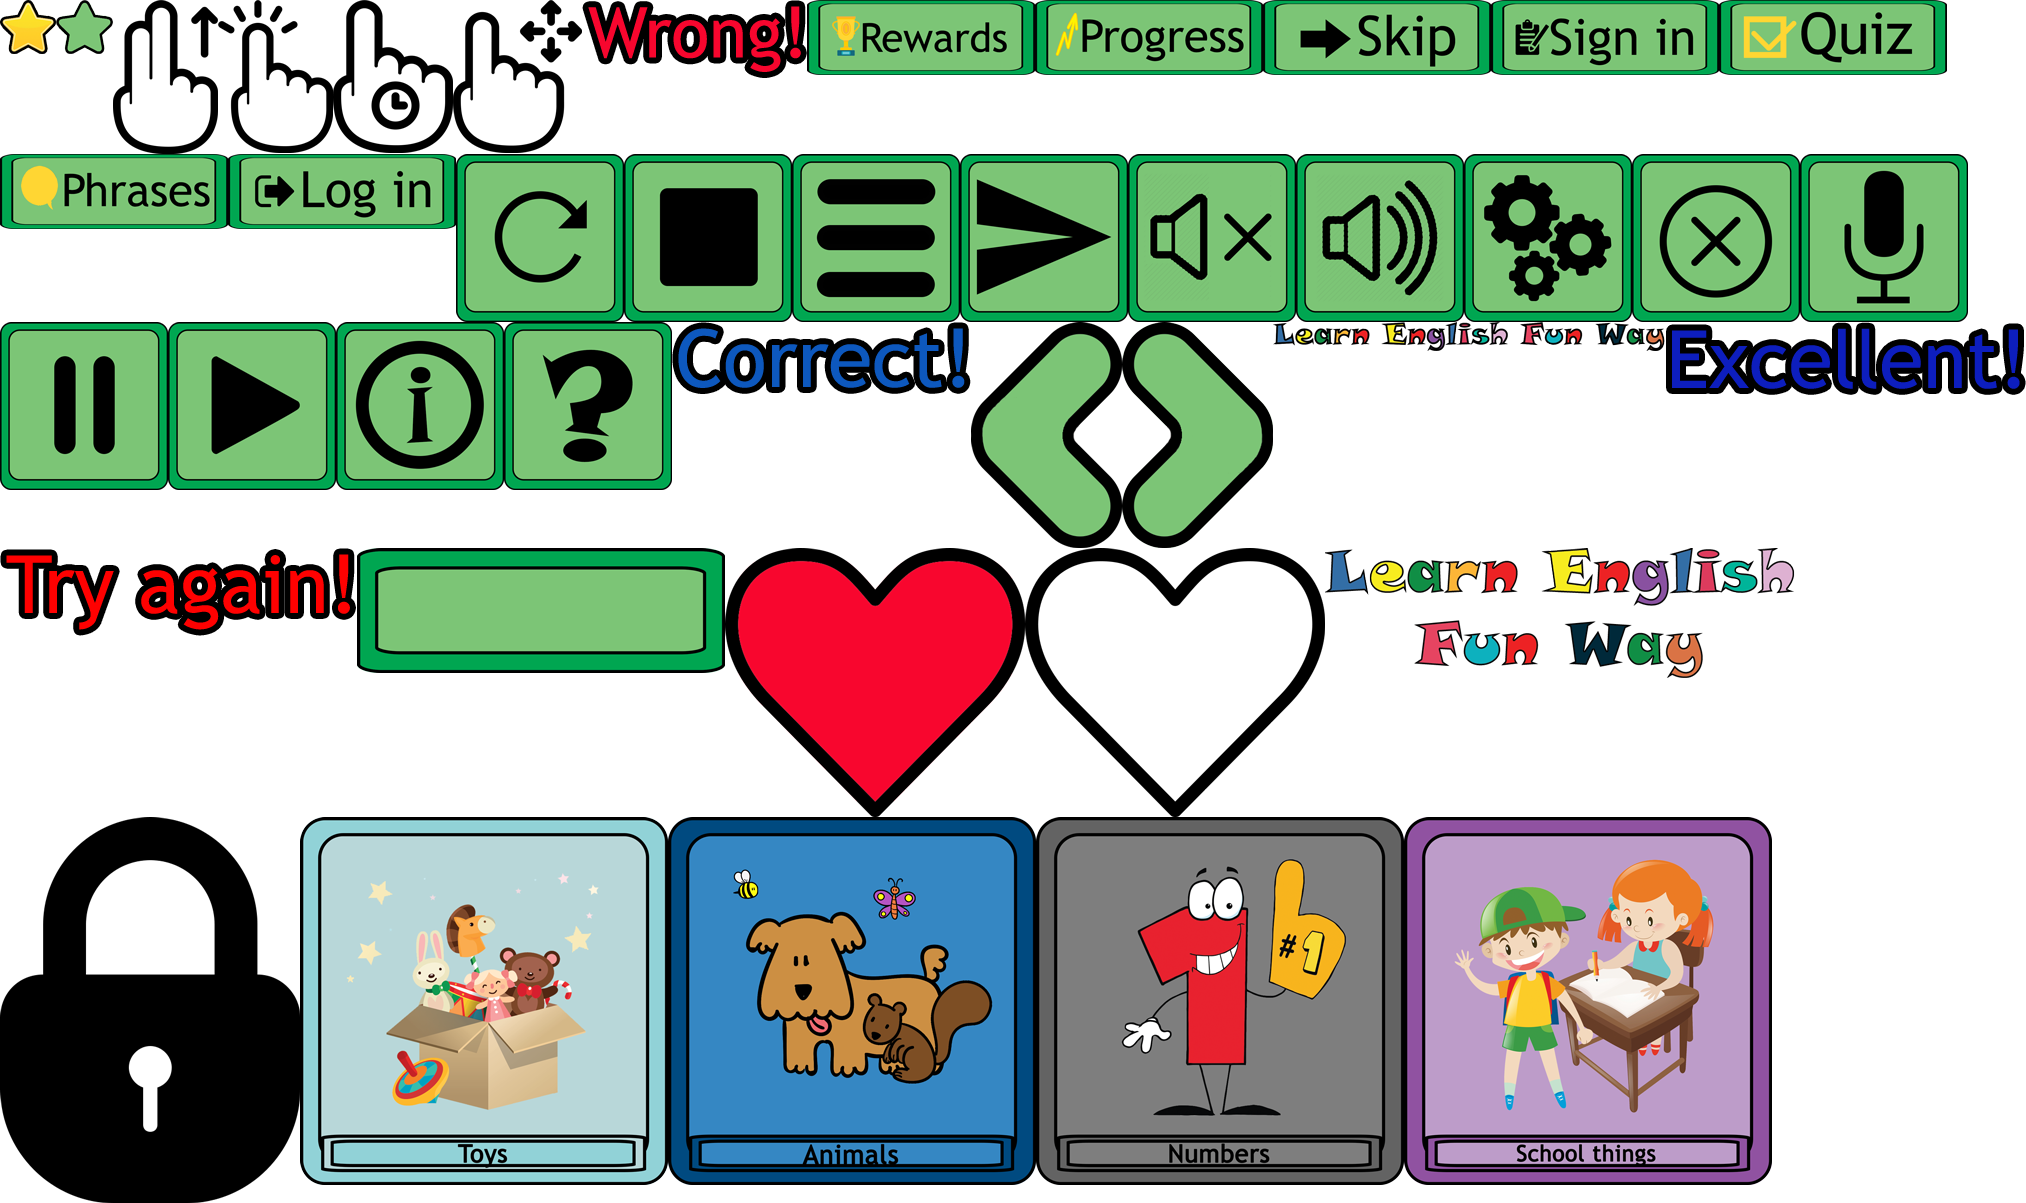 Wrong!
Rewards
Progress
Skip
Sign in
Quiz
Phrases
Log in
Correct!
Learn English Fun Way
Excellent!
Try again!
Learn English
Fun Way
#1
Toys
Animals
Numbers
School things